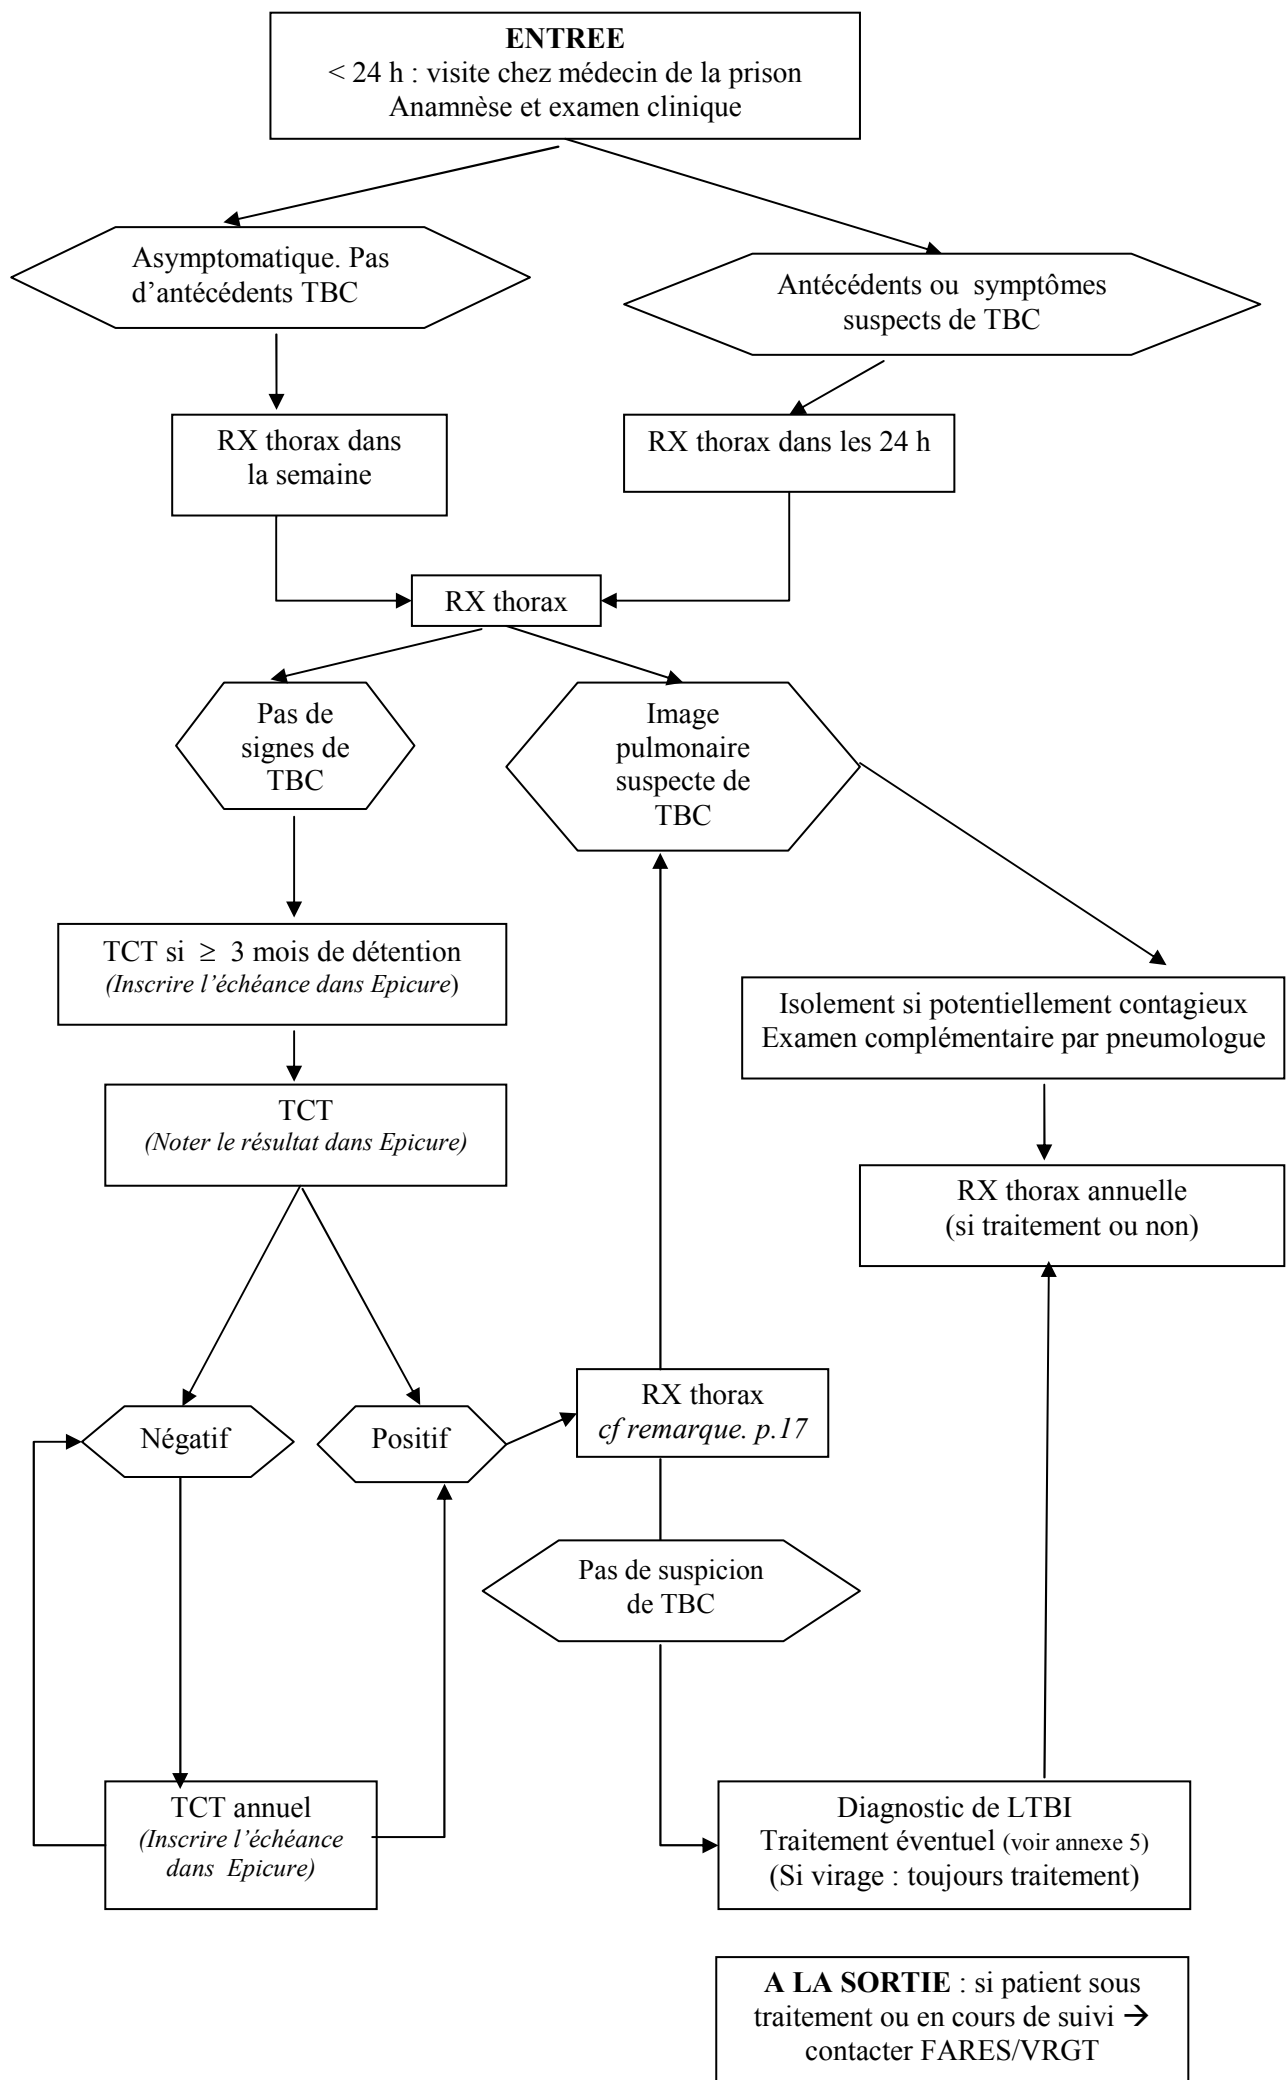 ENTREE
< 24 h : visite chez médecin de la prison
Anamnèse et examen clinique
Asymptomatique. Pas
d’antécédents TBC
Antécédents ou symptômes
suspects de TBC
RX thorax dans
la semaine
RX thorax dans les 24 h
RX thorax
Pas de
signes de
TBC
Image
pulmonaire
suspecte de
TBC
TCT si ≥ 3 mois de détention
(Inscrire l’échéance dans Epicure)
Isolement si potentiellement contagieux
Examen complémentaire par pneumologue
TCT
(Noter le résultat dans Epicure)
RX thorax annuelle
(si traitement ou non)
Négatif
Positif
RX thorax
cf remarque. p.17
Pas de suspicion
de TBC
TCT annuel
(Inscrire l’échéance
dans Epicure)
Diagnostic de LTBI
Traitement éventuel (voir annexe 5)
(Si virage : toujours traitement)
A LA SORTIE : si patient sous
traitement ou en cours de suivi →
contacter FARES/VRGT